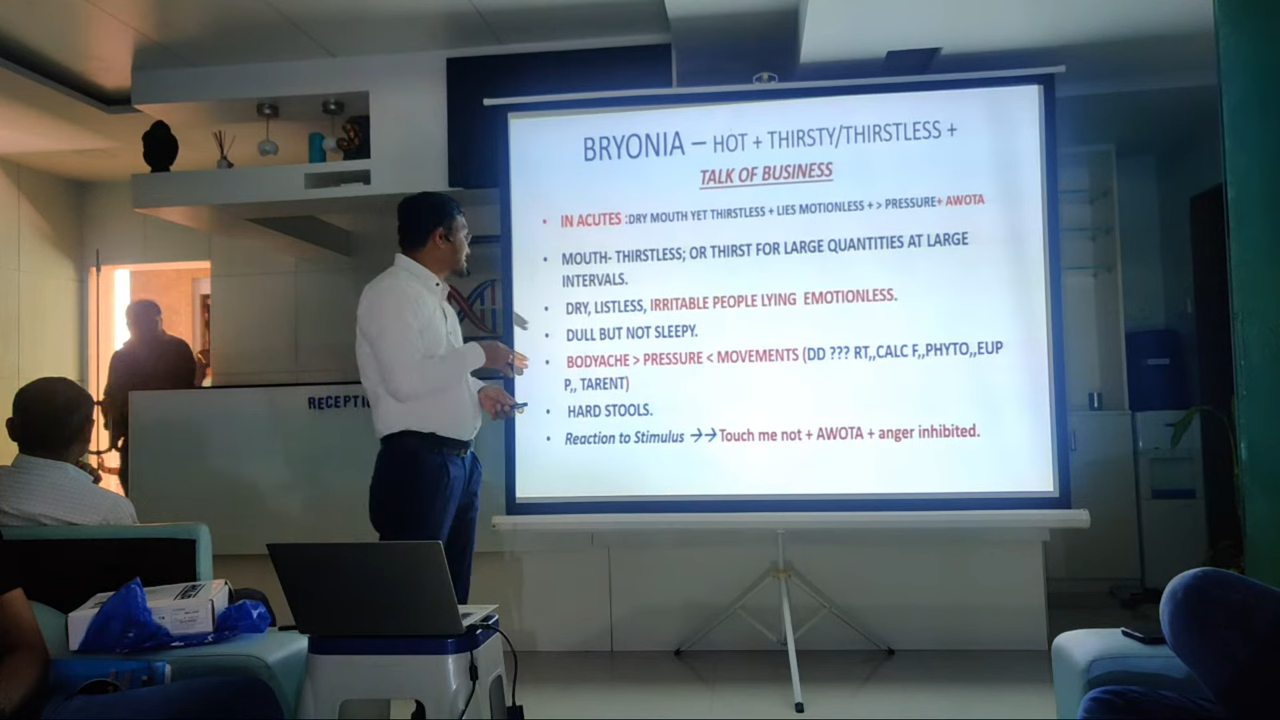 BRYONIA – HOT + THIRSTY/THIRSTLESS +
TALK OF BUSINESS
• IN ACUTES :DRY MOUTH YET THIRSTLESS + LIES MOTIONLESS + > PRESSURE+ AWOTA
• MOUTH- THIRSTLESS; OR THIRST FOR LARGE QUANTITIES AT LARGE
INTERVALS.
• DRY, LISTLESS, IRRITABLE PEOPLE LYING EMOTIONLESS.
• DULL BUT NOT SLEEPY.
• BODYACHE > PRESSURE < MOVEMENTS (DD ??? RT,,CALC F,,PHYTO,,EUP
P,, TARENT)
• HARD STOOLS.
• Reaction to Stimulus →→Touch me not + AWOTA + anger inhibited.
RECEPTI